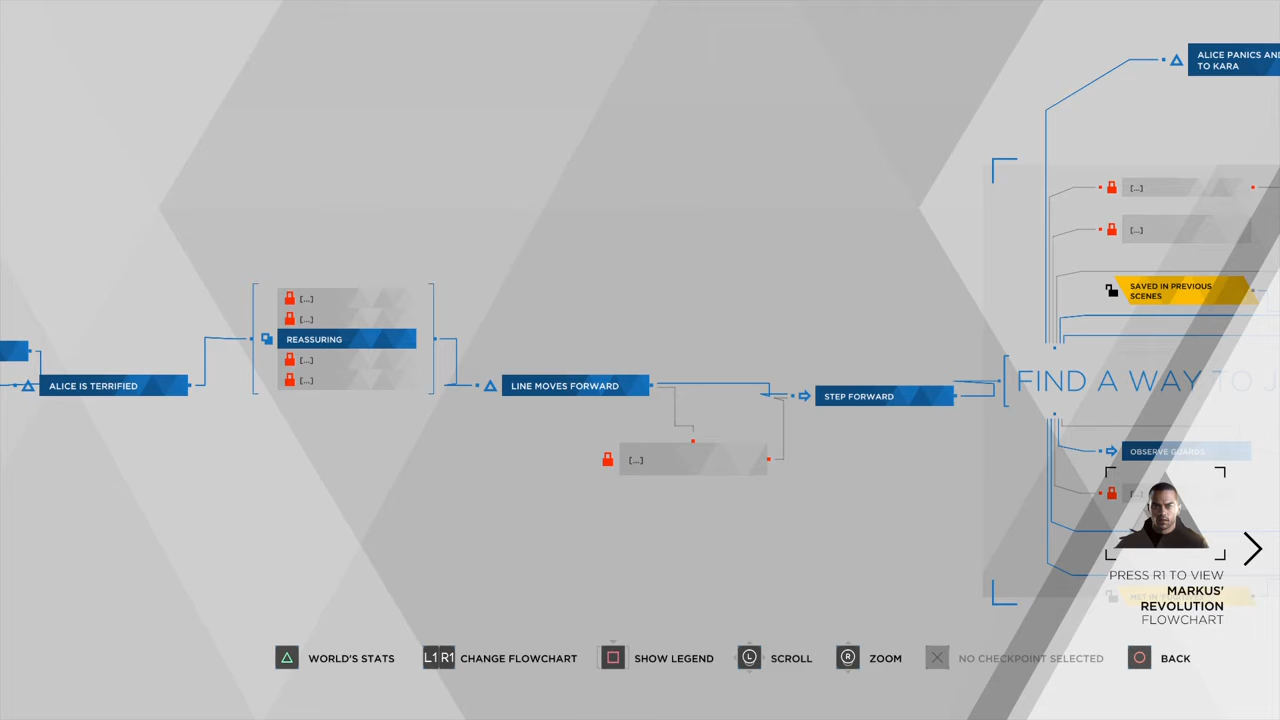 ALICE PANICS AN
TO KARA
[...]
[...]
SAVED IN PREVIOUS
SCENES
[...]
[...]
REASSURING
[...]
[...]
ALICE IS TERRIFIED
LINE MOVES FORWARD
STEP FORWARD
FIND A WAY TO J
[...]
OBSERVE GUARDS
[...]
PRESS R1 TO VIEW
MARKUS'
REVOLUTION
FLOWCHART
WORLD'S STATS
L1 R1 CHANGE FLOWCHART
SHOW LEGEND
L SCROLL
R ZOOM
NO CHECKPOINT SELECTED
BACK